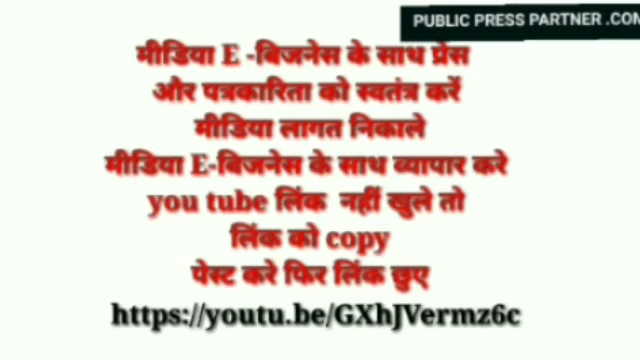 PUBLIC PRESS PARTNER .COM
मीडिया E -बिजनेस के साथ प्रेस
और पत्रकारिता को स्वतंत्र करें
मीडिया लागत निकाले
मीडिया E-बिजनेस के साथ व्यापार करे
you tube लिंक नहीं खुले तो
लिंक को copy
पेस्ट करे फिर लिंक छुए
https://youtu.be/GXhJVermz6c